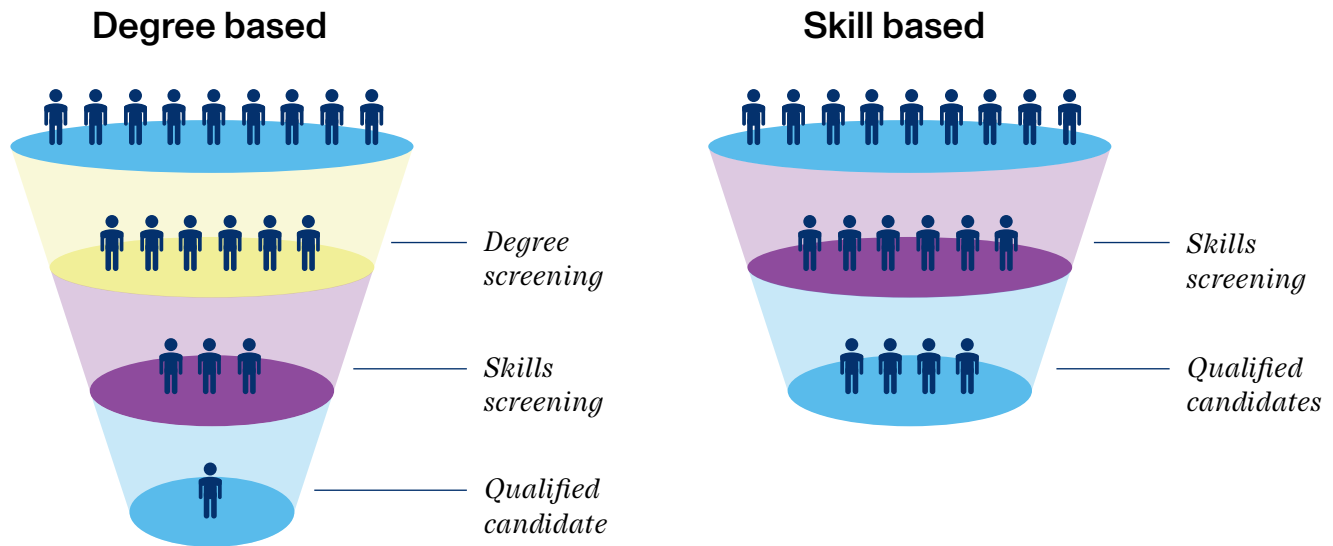 Degree based
Degree
screening
Skills
screening
Qualified
candidate
Skill based
Skills
screening
Qualified
candidates